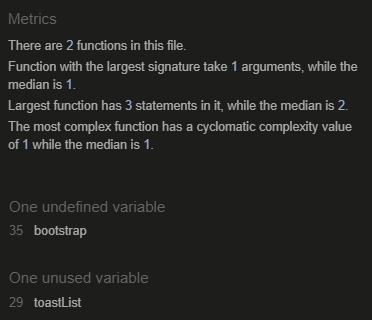 Metrics
There are 2 functions in this file.
Function with the largest signature take 1 arguments, while the
median is 1.
Largest function has 3 statements in it, while the median is 2.
The most complex function has a cyclomatic complexity value
of 1 while the median is 1.
One undefined variable
35 bootstrap
One unused variable
29 toastList